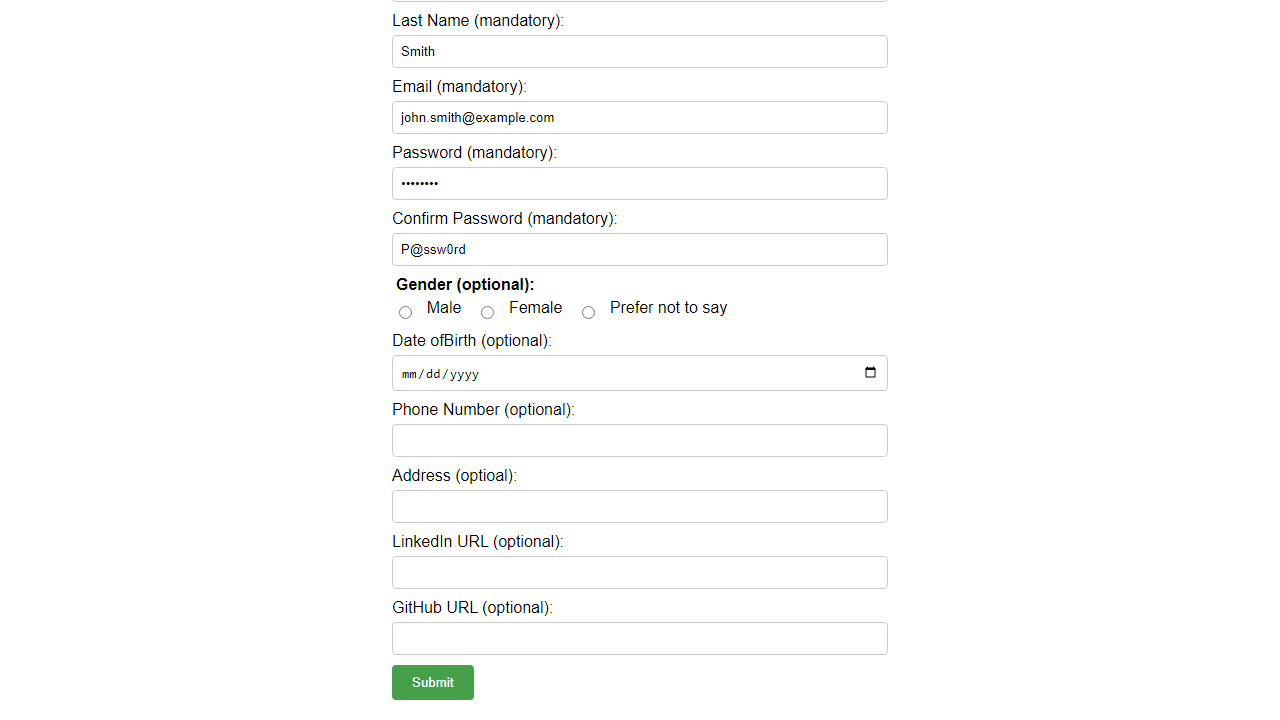 Last Name (mandatory):
Smith
Email (mandatory):
john.smith@example.com
Password (mandatory):
••••••••
Confirm Password (mandatory):
P@ssw0rd
Gender (optional):
Male Female Prefer not to say
Date ofBirth (optional):
mm/dd/yyyy
Phone Number (optional):
Address (optioal):
LinkedIn URL (optional):
GitHub URL (optional):
Submit